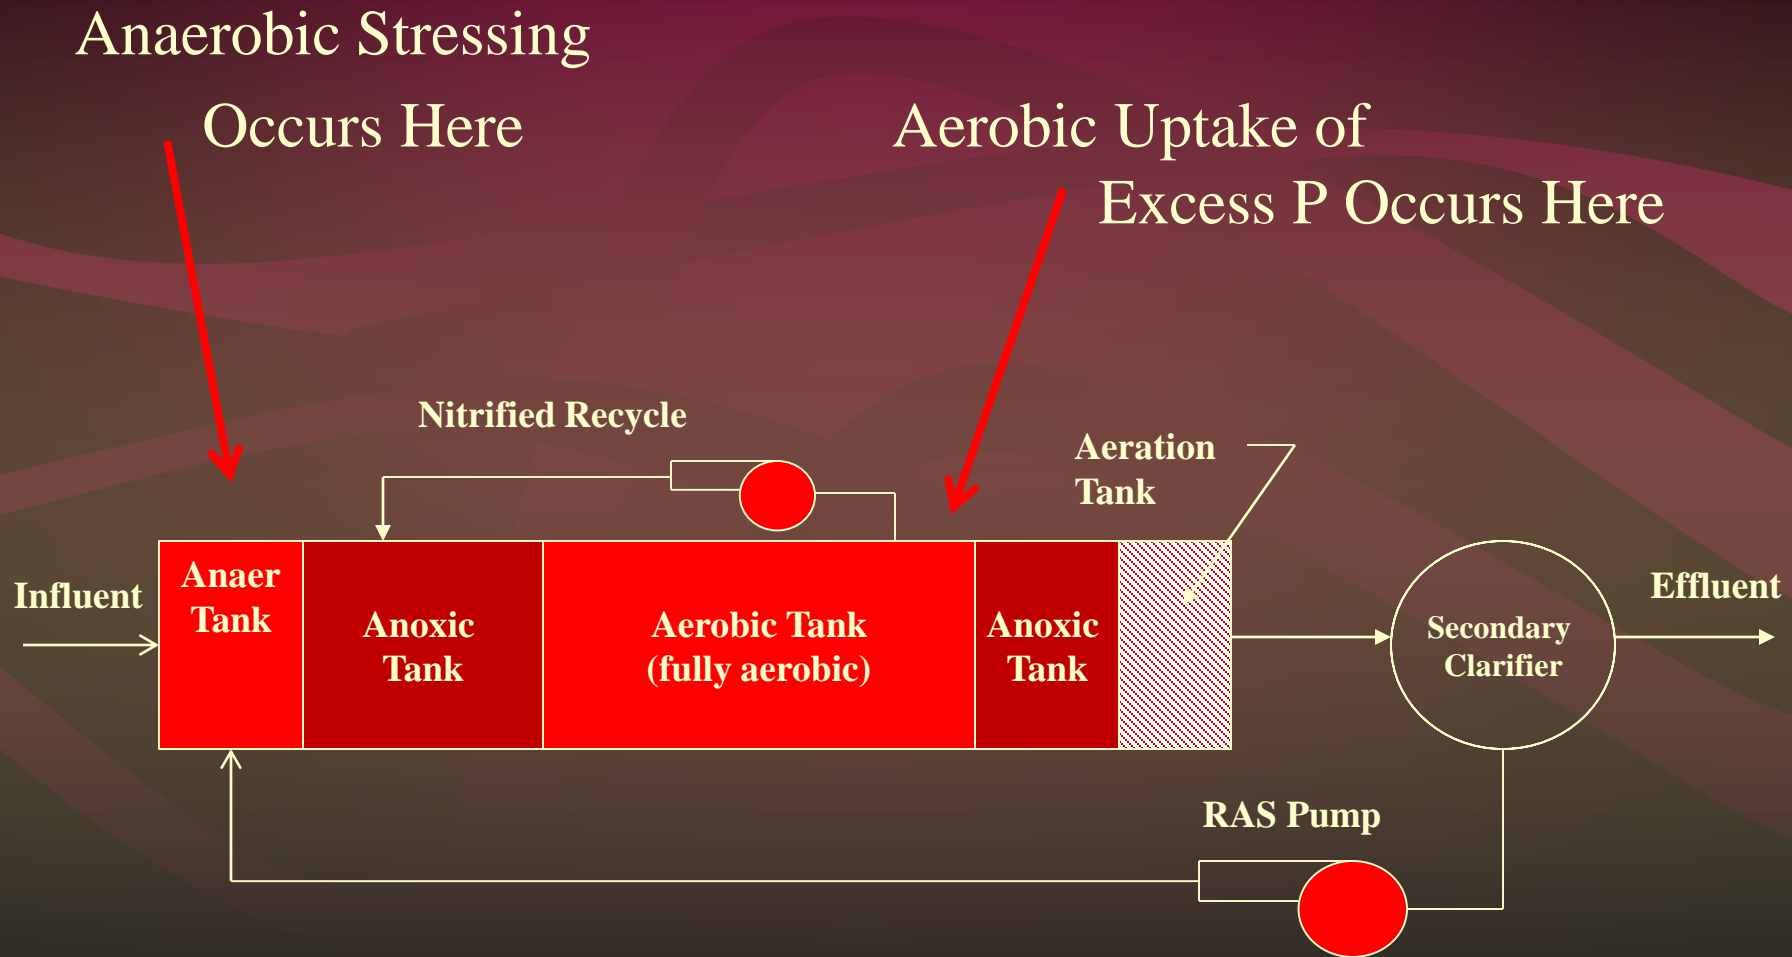 Anaerobic Stressing
Occurs Here
Aerobic Uptake of
Excess P Occurs Here
Nitrified Recycle
Aeration
Tank
Influent
Anaer
Tank
Anoxic
Tank
Aerobic Tank
(fully aerobic)
Anoxic
Tank
Secondary
Clarifier
Effluent
RAS Pump